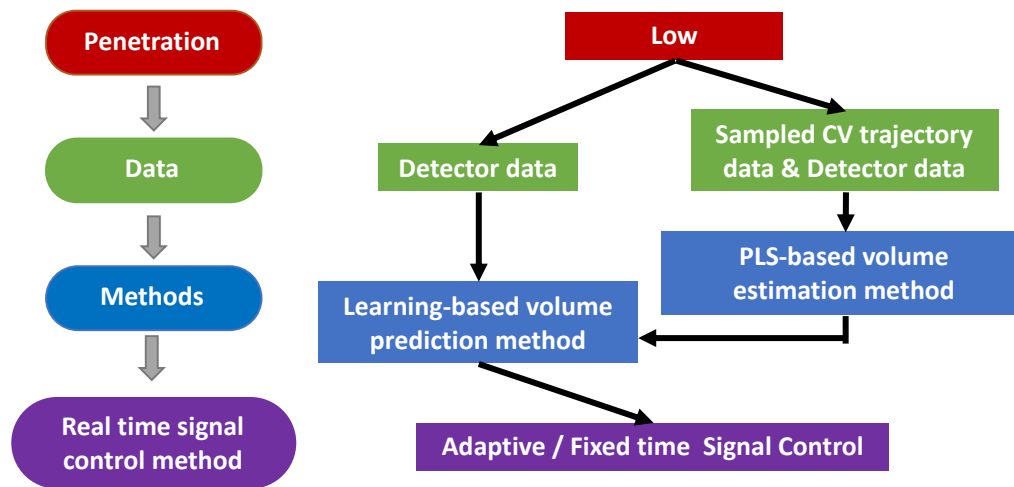 Penetration
Data
Methods
Real time signal
control method
Low
Detector data
Sampled CV trajectory
data & Detector data
PLS-based volume
estimation method
Learning-based volume
prediction method
Adaptive / Fixed time  Signal Control